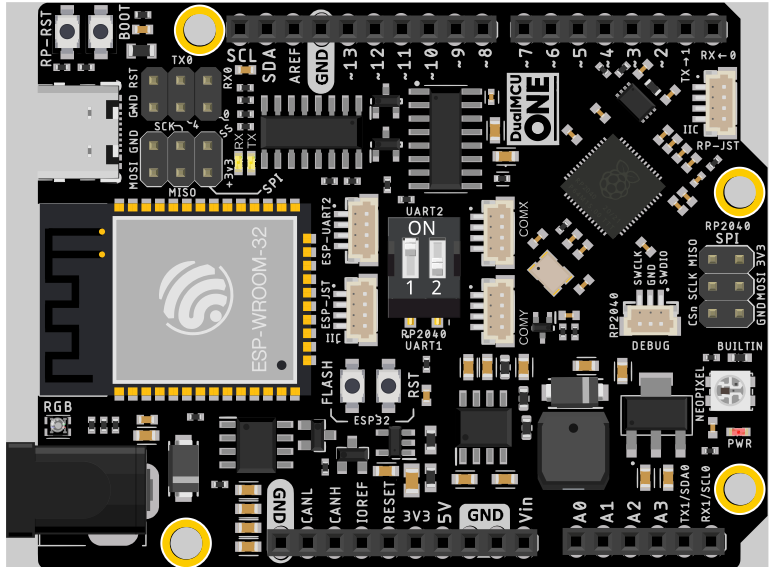 RP-RST
BOOT
SCL
SDA
AREF
GND
~13
~12
~11
~10
~9
~8
~7
~6
~5
~4
~3
~2
TX→1
RX←0
TX0
GND RST
RX0
SCK
~4
MOSI GND
+3v3
MISO
SPI
RX
TX
DualMCU
ONE
IIC
RP-JST
RP2040
SPI
MISO 3V3
SCLK
Csn
GND
MOSI
SWCLK
GND
SWDIO
RP2040
DEBUG
BUILTIN
NEOPIXEL
PWR
ESP-UART2
UART2
ON
1 2
RP2040
UART1
COMX
COMY
ESP-JST
IIC
ESP-WROOM-32
FLASH
RST
ESP32
RGB
GND
CANL
CANH
IOREF
RESET
3V3
5V
GND
Vin
A0
A1
A2
A3
TX1/SDA0
RX1/SCL0